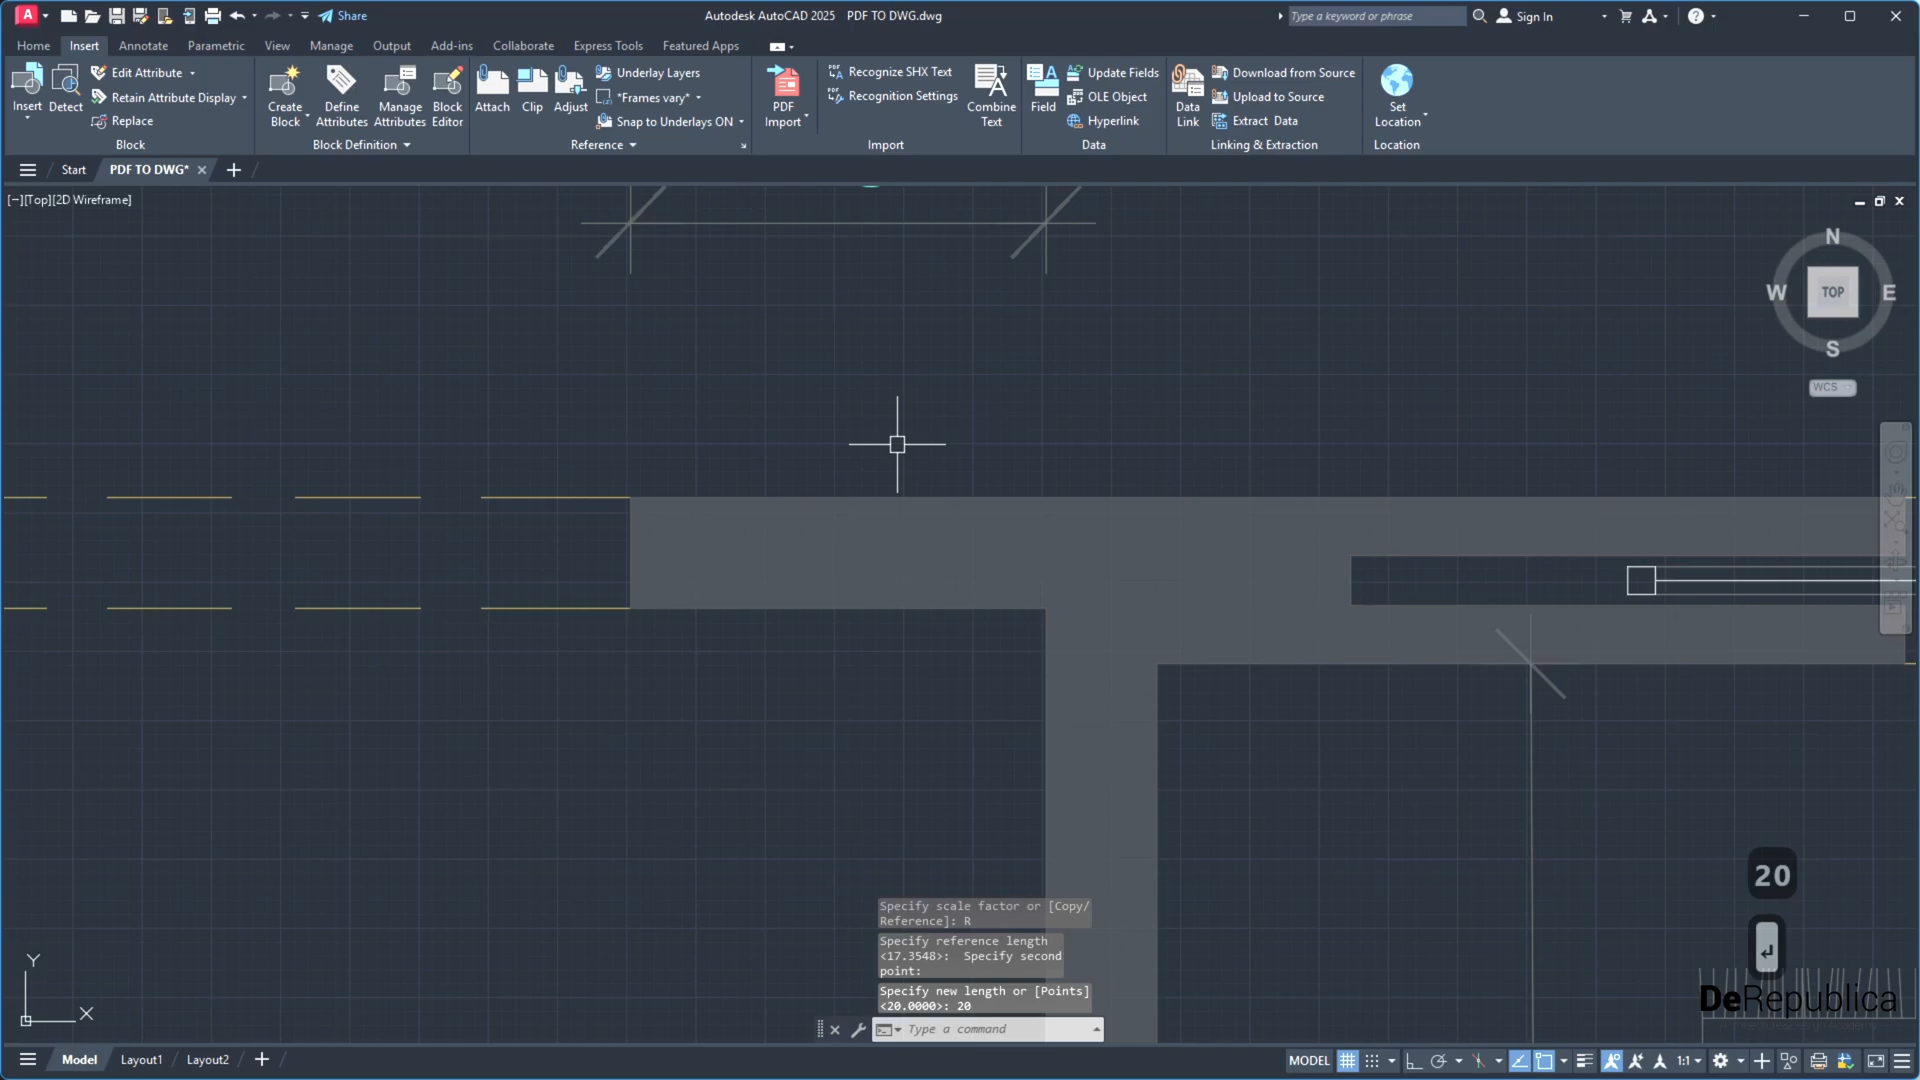 Share
Autodesk AutoCAD 2025 PDF TO DWG.dwg
Type a keyword or phrase
Sign In
Home Insert Annotate Parametric View Manage Output Add-ins Collaborate Express Tools Featured Apps
Insert
Detect
Edit Attribute
Retain Attribute Display
Replace
Block
Create
Block
Define
Attributes
Manage
Attributes
Block
Editor
Block Definition
Attach
Clip
Adjust
Underlay Layers
*Frames vary*
Snap to Underlays ON
Reference
PDF
Import
Recognize SHX Text
Recognition Settings
Combine
Text
Import
Field
Update Fields
OLE Object
Hyperlink
Data
Data
Link
Download from Source
Upload to Source
Extract Data
Linking & Extraction
Set
Location
Location
Start
PDF TO DWG*
[−][Top][2D Wireframe]
N
W
TOP
E
S
WCS
20
DeRepublica
Specify scale factor or [Copy/
Reference]: R
Specify reference length
<17.3548>: Specify second
point:
Specify new length or [Points]
<20.0000>: 20
Type a command
Y
X
Model Layout1 Layout2
MODEL
1:1